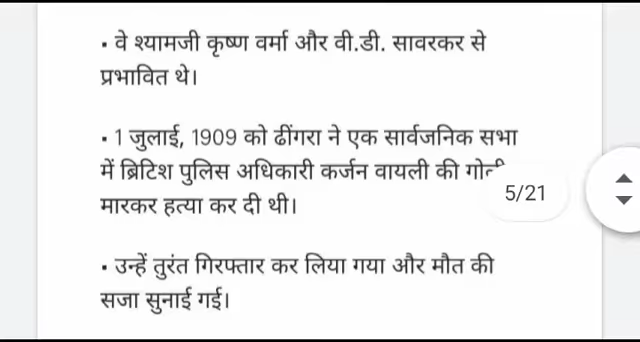 ▪ वे श्यामजी कृष्ण वर्मा और वी.डी. सावरकर से
प्रभावित थे।
▪ 1 जुलाई, 1909 को ढींगरा ने एक सार्वजनिक सभा
में ब्रिटिश पुलिस अधिकारी कर्जन वायली की
मारकर हत्या कर दी थी।
5/21
▪ उन्हें तुरंत गिरफ्तार कर लिया गया और मौत की
सजा सुनाई गई।